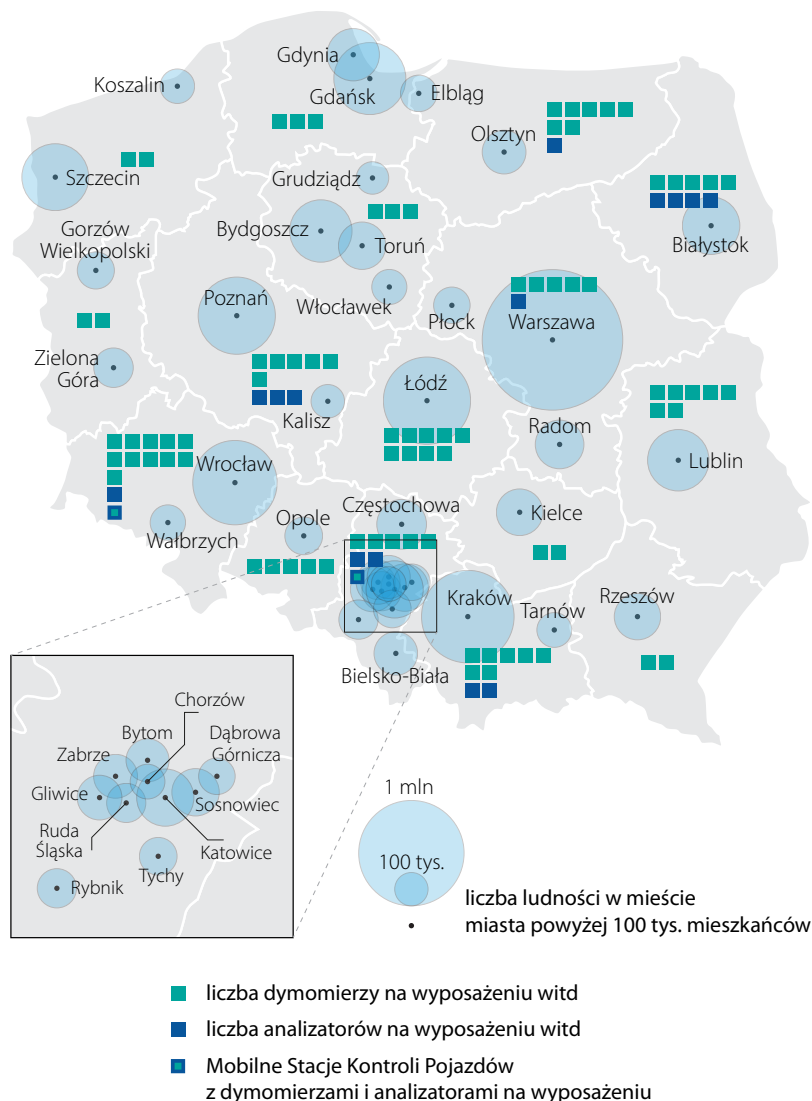 Gdynia
Koszalin
Gdańsk
Elbląg
Olsztyn
Szczecin
Grudziądz
Gorzów
Wielkopolski
Bydgoszcz
Toruń
Białystok
Poznań
Włocławek
Płock
Warszawa
Zielona
Góra
Łódź
Kalisz
Radom
Lublin
Wrocław
Częstochowa
Opole
Kielce
Wałbrzych
Kraków
Tarnów
Rzeszów
Bielsko-Biała
Chorzów
Bytom
Dąbrowa
Górnicza
Zabrze
Gliwice
Sosnowiec
Ruda
Śląska
Katowice
Tychy
Rybnik
1 mln
100 tys.
liczba ludności w mieście
miasta powyżej 100 tys. mieszkańców
liczba dymomierzy na wyposażeniu witd
liczba analizatorów na wyposażeniu witd
Mobilne Stacje Kontroli Pojazdów
z dymomierzami i analizatorami na wyposażeniu